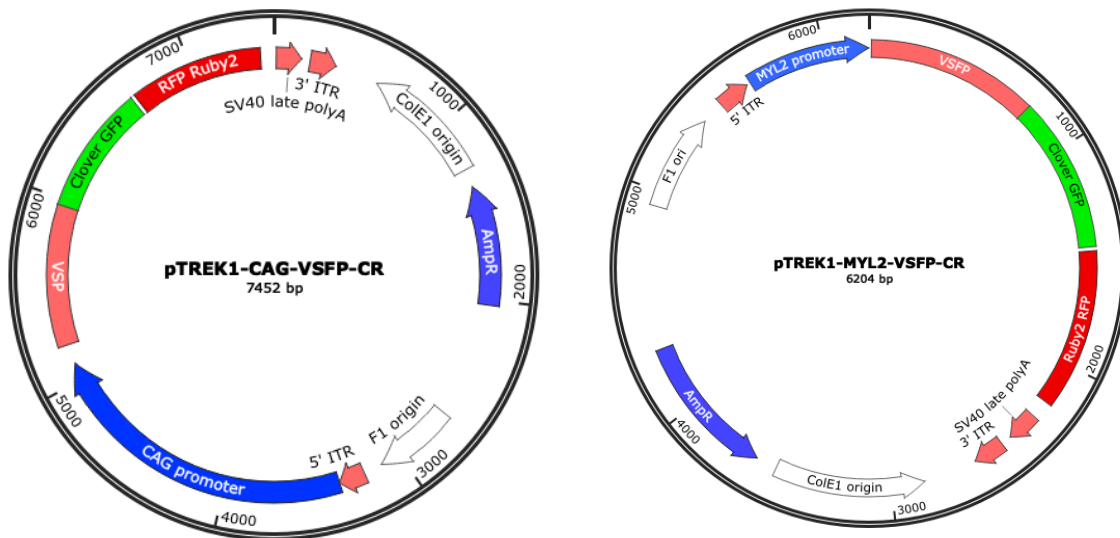 7000
RFP Ruby2
3' ITR
SV40 late polyA
1000
ColE1 origin
Clover GFP
6000
AmpR
VSP
pTREK1-CAG-VSFP-CR
7452 bp
2000
5000
F1 origin
5' ITR
3000
CAG promoter
4000
6000
MYL2 promoter
VSFP
5' ITR
1000
F1 ori
Clover GFP
5000
pTREK1-MYL2-VSFP-CR
6204 bp
Ruby2 RFP
2000
SV40 late polyA
3' ITR
AmpR
4000
ColE1 origin
3000